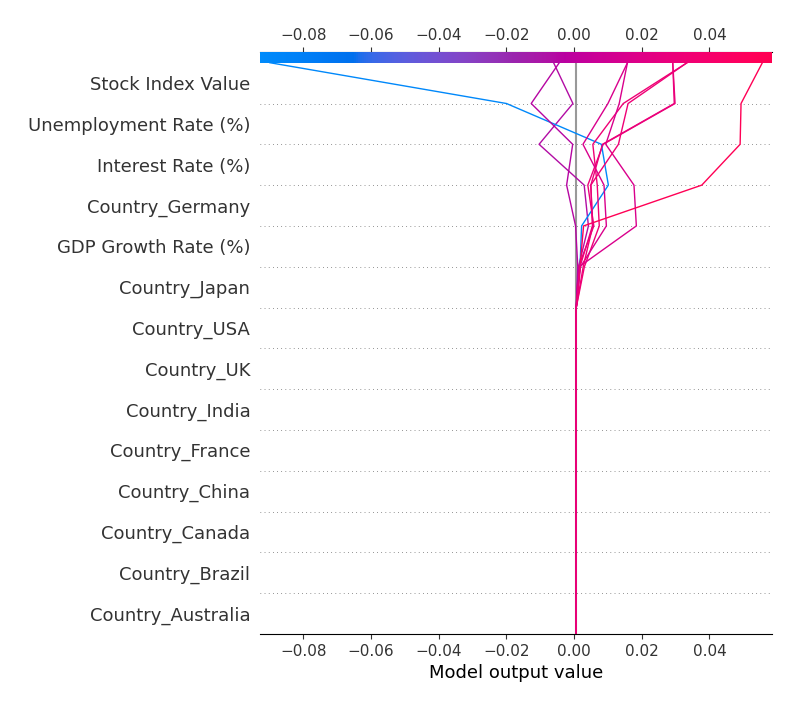 −0.08 −0.06 −0.04 −0.02 0.00 0.02 0.04
Stock Index Value
Unemployment Rate (%)
Interest Rate (%)
Country_Germany
GDP Growth Rate (%)
Country_Japan
Country_USA
Country_UK
Country_India
Country_France
Country_China
Country_Canada
Country_Brazil
Country_Australia
−0.08 −0.06 −0.04 −0.02 0.00 0.02 0.04
Model output value